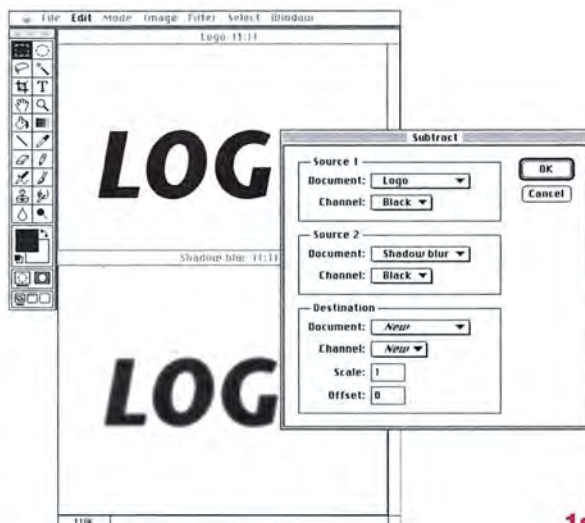 File Edit Mode Image Filter Select Window
Logo (1:1)
LOG
Subtract
Source 1
Document: Logo
Channel: Black
OK
Cancel
Source 2
Document: Shadow blur
Channel: Black
Shadow blur (1:1)
LOG
Destination
Document: New
Channel: New
Scale: 1
Offset: 0